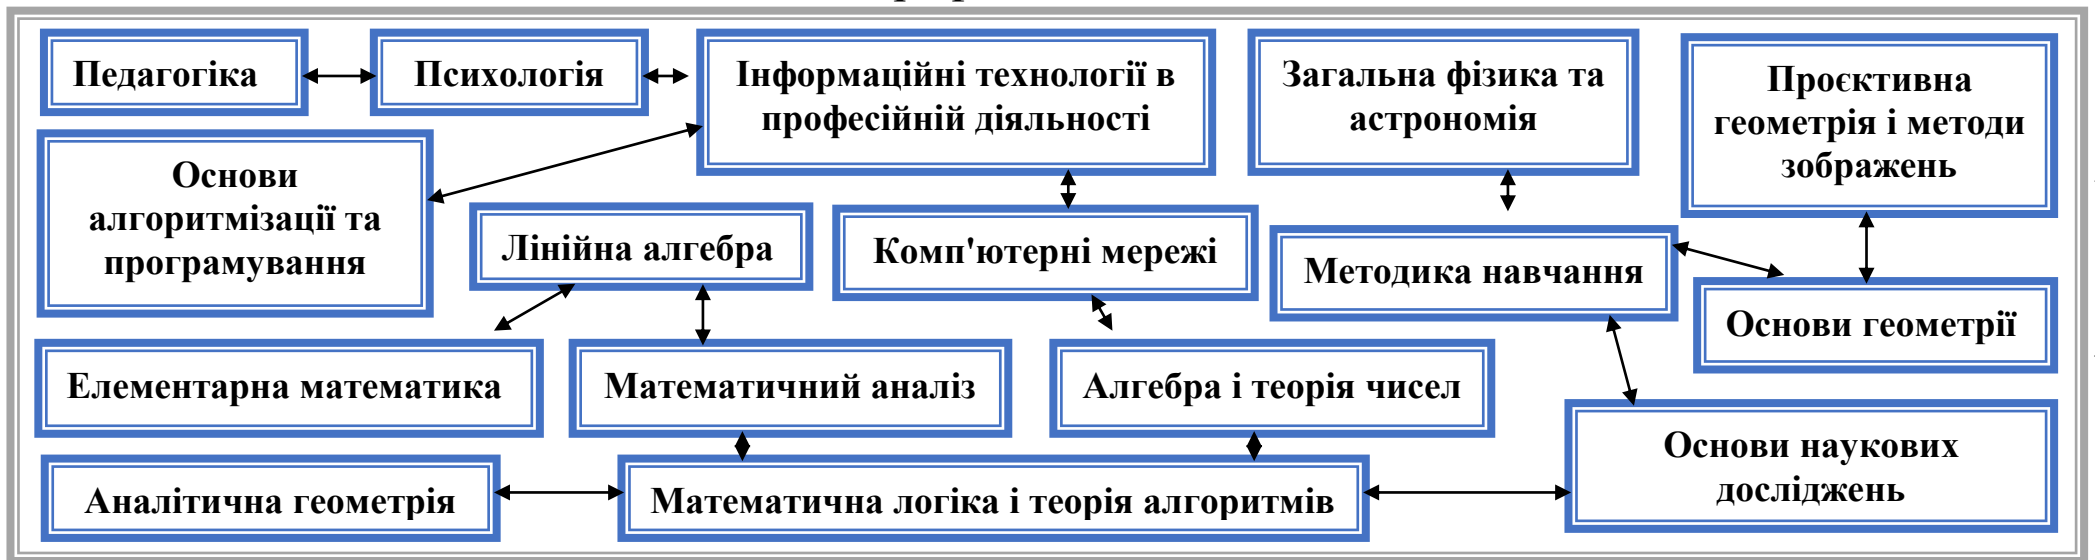 Педагогіка
Психологія
Інформаційні технології в
професійній діяльності
Загальна фізика та
астрономія
Проєктивна
геометрія і методи
зображень
Основи
алгоритмізації та
програмування
Лінійна алгебра
Комп'ютерні мережі
Методика навчання
Основи геометрії
Елементарна математика
Математичний аналіз
Алгебра і теорія чисел
Основи наукових
досліджень
Аналітична геометрія
Математична логіка і теорія алгоритмів